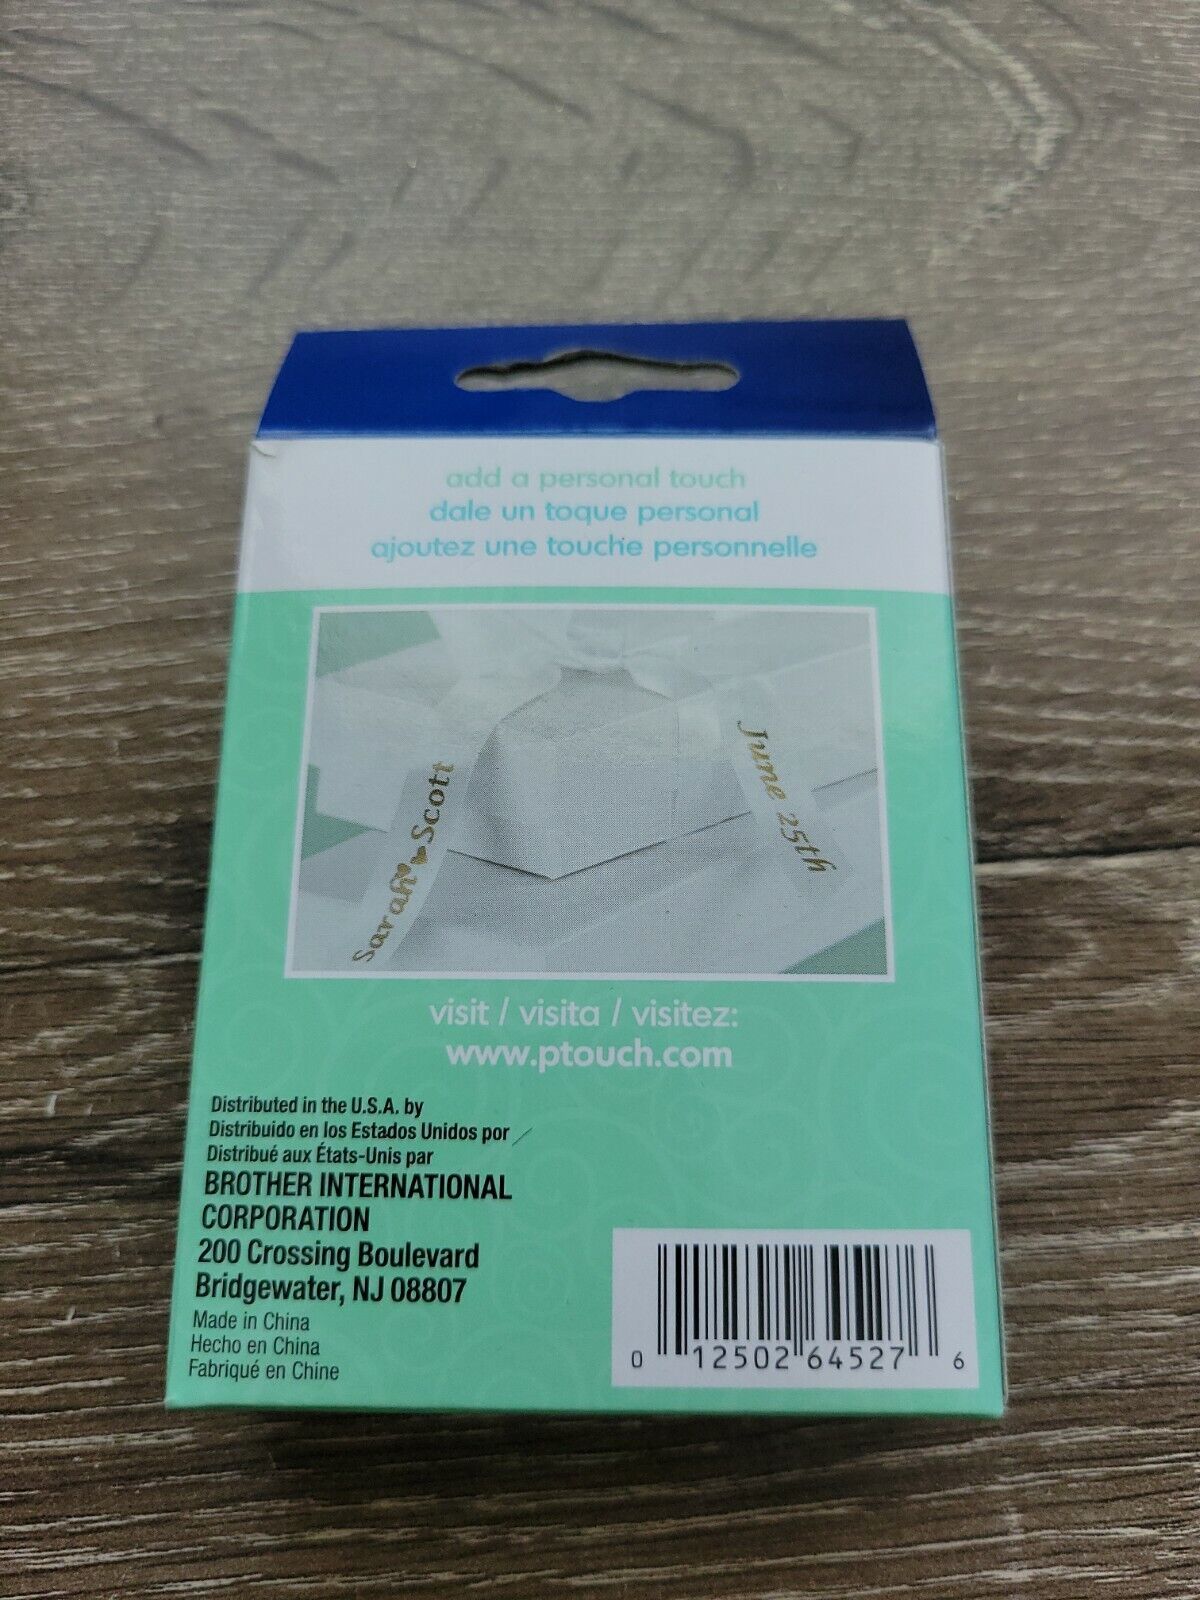 add a personal touch
dale un toque personal
ajoutez une touche personnelle
Sarah Scott
June 25th
visit / visita / visitez:
www.ptouch.com
Distributed in the U.S.A. by
Distribuido en los Estados Unidos por
Distribué aux États-Unis par
BROTHER INTERNATIONAL
CORPORATION
200 Crossing Boulevard
Bridgewater, NJ 08807
Made in China
Hecho en China
Fabriqué en Chine
0 12502 64527 6